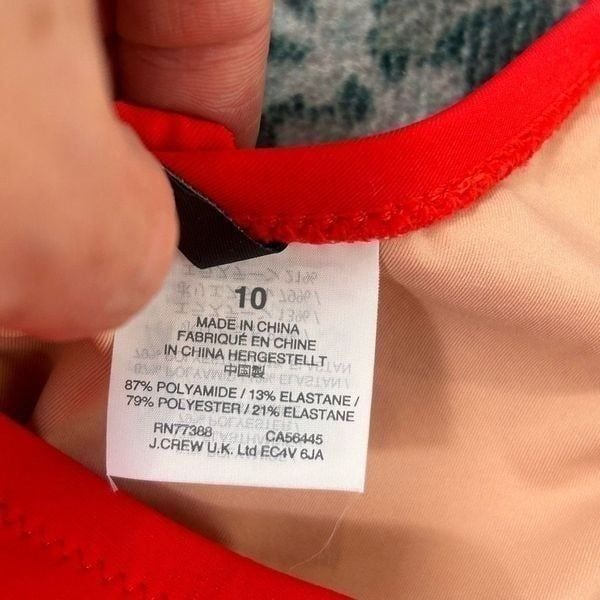 10
MADE IN CHINA
FABRIQUÉ EN CHINE
IN CHINA HERGESTELLT
中国製
87% POLYAMIDE / 13% ELASTANE /
79% POLYESTER / 21% ELASTANE
RN77388 CA56445
J.CREW U.K. Ltd EC4V 6JA